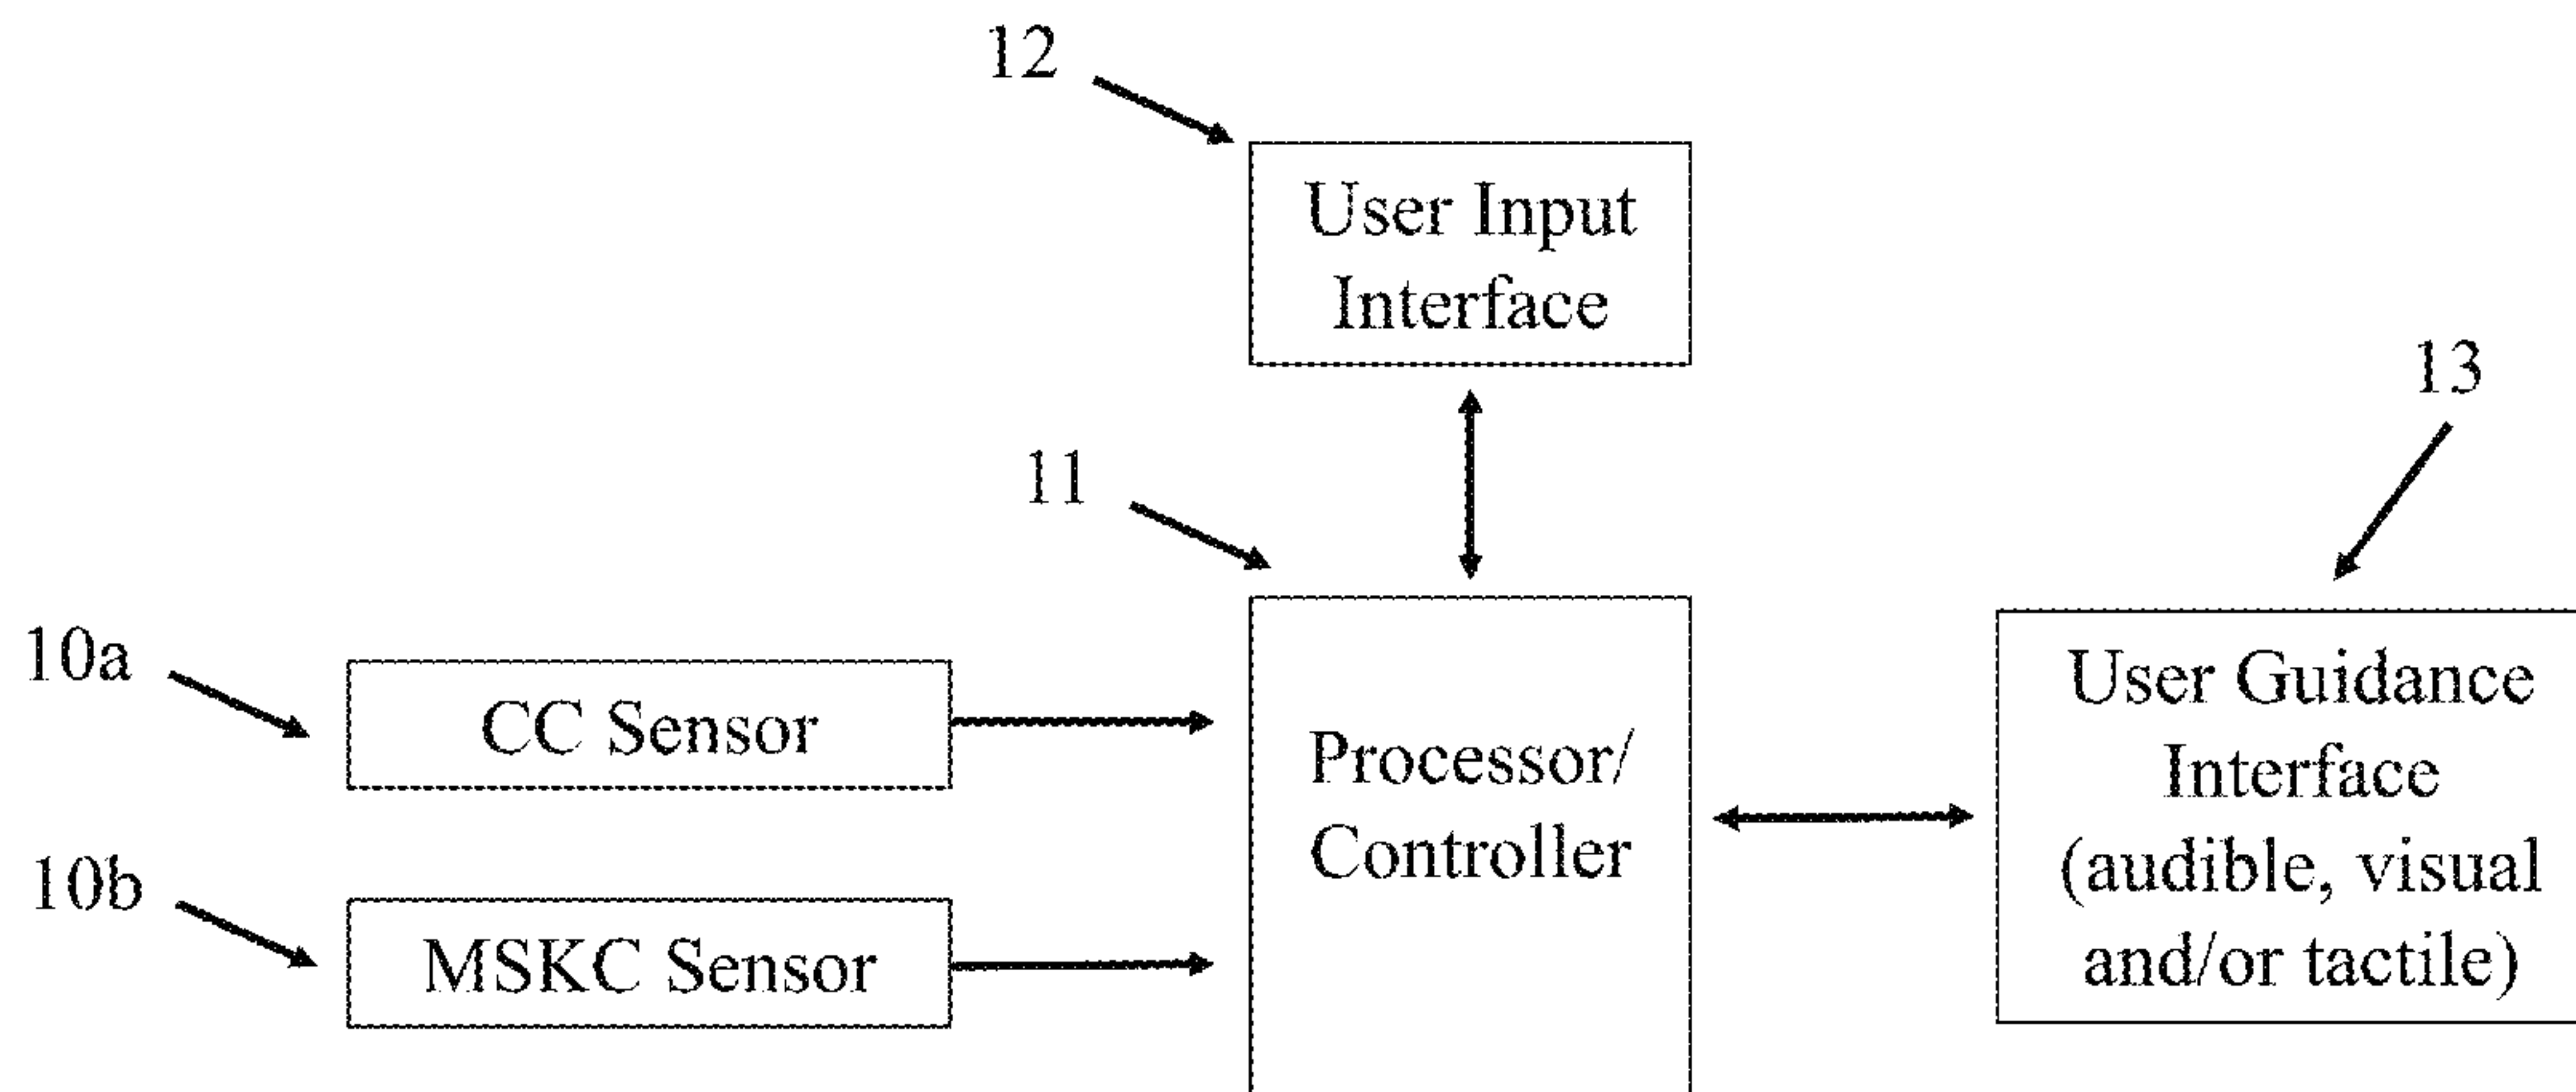 12
User Input
Interface
13
11
10a
CC Sensor
10b
MSKC Sensor
Processor/
Controller
User Guidance
Interface
(audible, visual
and/or tactile)